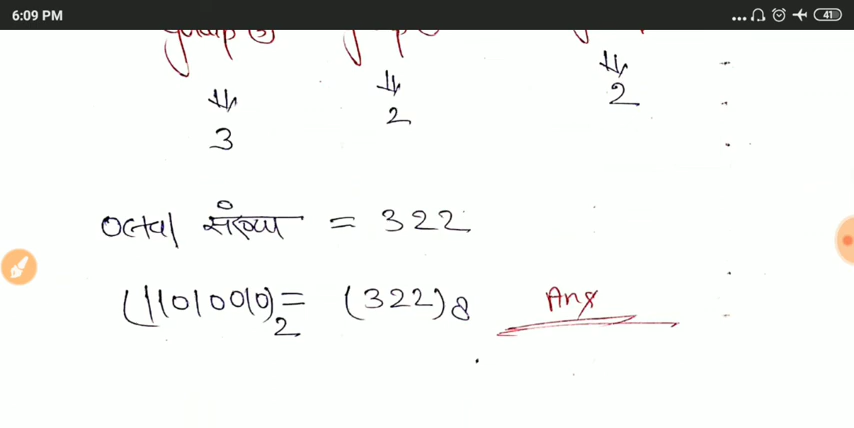 6:09 PM 41
3 2 2
Octal संख्या = 322
(11010010)₂ = (322)8 Ans